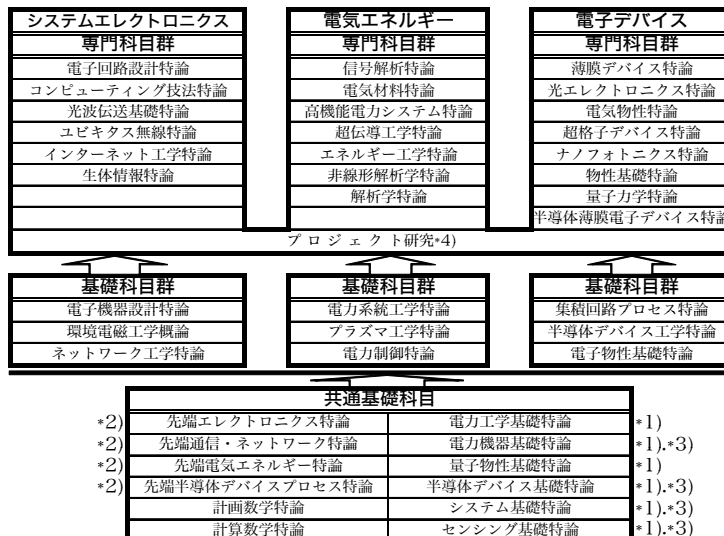 システムエレクトロニクス
専門科目群
電子回路設計特論
コンピューティング技法特論
光波伝送基礎特論
ユビキタス無線特論
インターネット工学特論
生体情報特論
電気エネルギー
専門科目群
信号解析特論
電気材料特論
高機能電力システム特論
超伝導工学特論
エネルギー工学特論
非線形解析学特論
解析学特論
電子デバイス
専門科目群
薄膜デバイス特論
光エレクトロニクス特論
電気物性特論
超格子デバイス特論
ナノフォトニクス特論
物性基礎特論
量子力学特論
半導体薄膜電子デバイス特論
プロジェクト研究*4)
基礎科目群
電子機器設計特論
環境電磁工学概論
ネットワーク工学特論
基礎科目群
電力系統工学特論
プラズマ工学特論
電力制御特論
基礎科目群
集積回路プロセス特論
半導体デバイス工学特論
電子物性基礎特論
共通基礎科目
*2) 先端エレクトロニクス特論 電力工学基礎特論 *1)
*2) 先端通信・ネットワーク特論 電力機器基礎特論 *1).*3)
*2) 先端電気エネルギー特論 量子物性基礎特論 *1)
*2) 先端半導体デバイスプロセス特論 半導体デバイス基礎特論 *1).*3)
計画数学特論 システム基礎特論 *1).*3)
計算数学特論 センシング基礎特論 *1).*3)